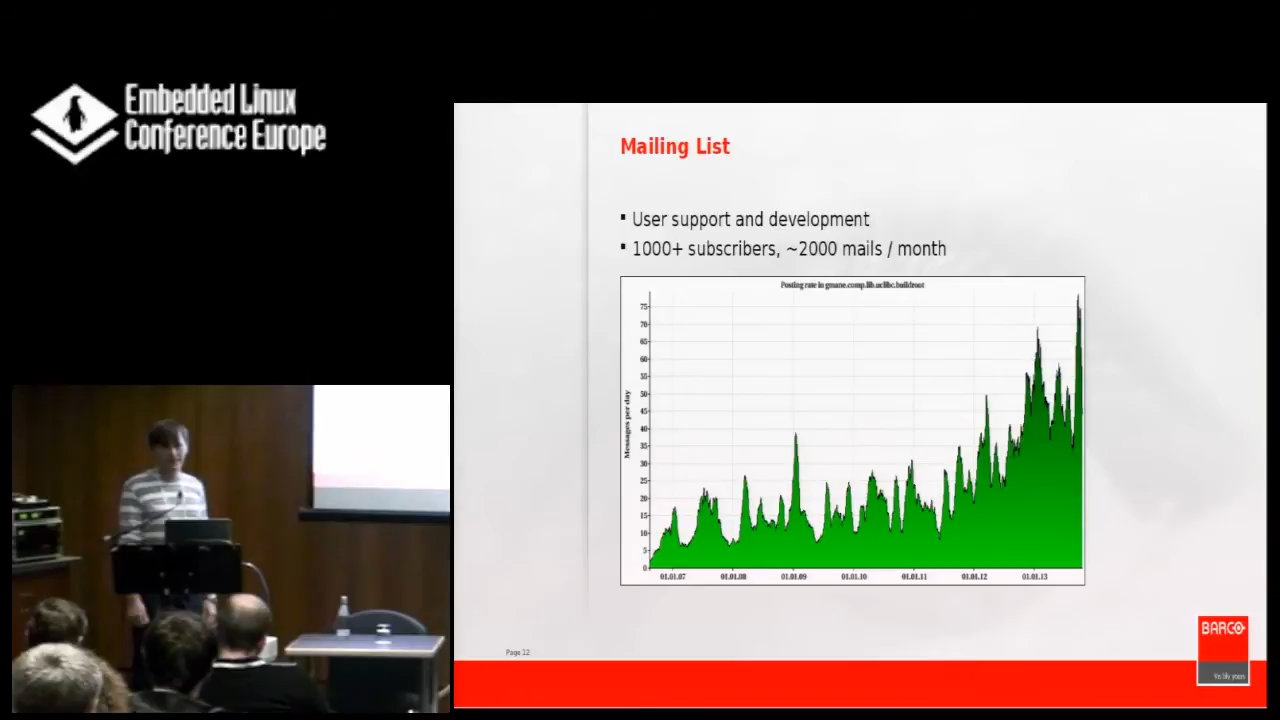 Embedded Linux
Conference Europe
Mailing List
User support and development
1000+ subscribers, ~2000 mails / month
Posting rate in gmane.comp.lib.uclibc.buildroot
Messages per day
75
70
65
60
55
50
45
40
35
30
25
20
15
10
5
0
01.01.07 01.01.08 01.01.09 01.01.10 01.01.11 01.01.12 01.01.13
Page 12
BARCO